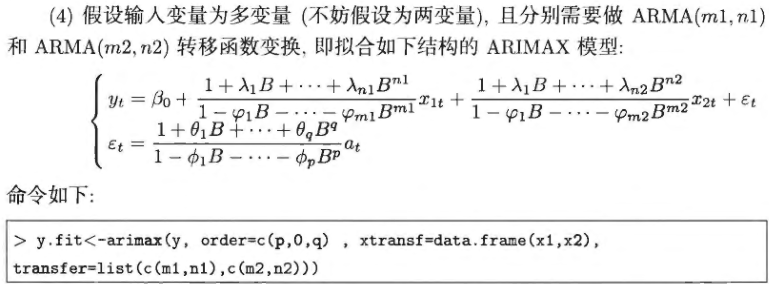 (4) 假设输入变量为多变量 (不妨假设为两变量), 且分别需要做 ARMA(m1, n1)
和 ARMA(m2, n2) 转移函数变换, 即拟合如下结构的 ARIMAX 模型:
$$\begin{cases} y_t = \beta_0 + \dfrac{1 + \lambda_1 B + \cdots + \lambda_{n1} B^{n1}}{1 - \varphi_1 B - \cdots - \varphi_{m1} B^{m1}} x_{1t} + \dfrac{1 + \lambda_1 B + \cdots + \lambda_{n2} B^{n2}}{1 - \varphi_1 B - \cdots - \varphi_{m2} B^{m2}} x_{2t} + \varepsilon_t \\ \varepsilon_t = \dfrac{1 + \theta_1 B + \cdots + \theta_q B^q}{1 - \phi_1 B - \cdots - \phi_p B^p} a_t \end{cases}$$
命令如下:
> y.fit<-arimax(y, order=c(p,0,q) , xtransf=data.frame(x1,x2),
transfer=list(c(m1,n1),c(m2,n2)))